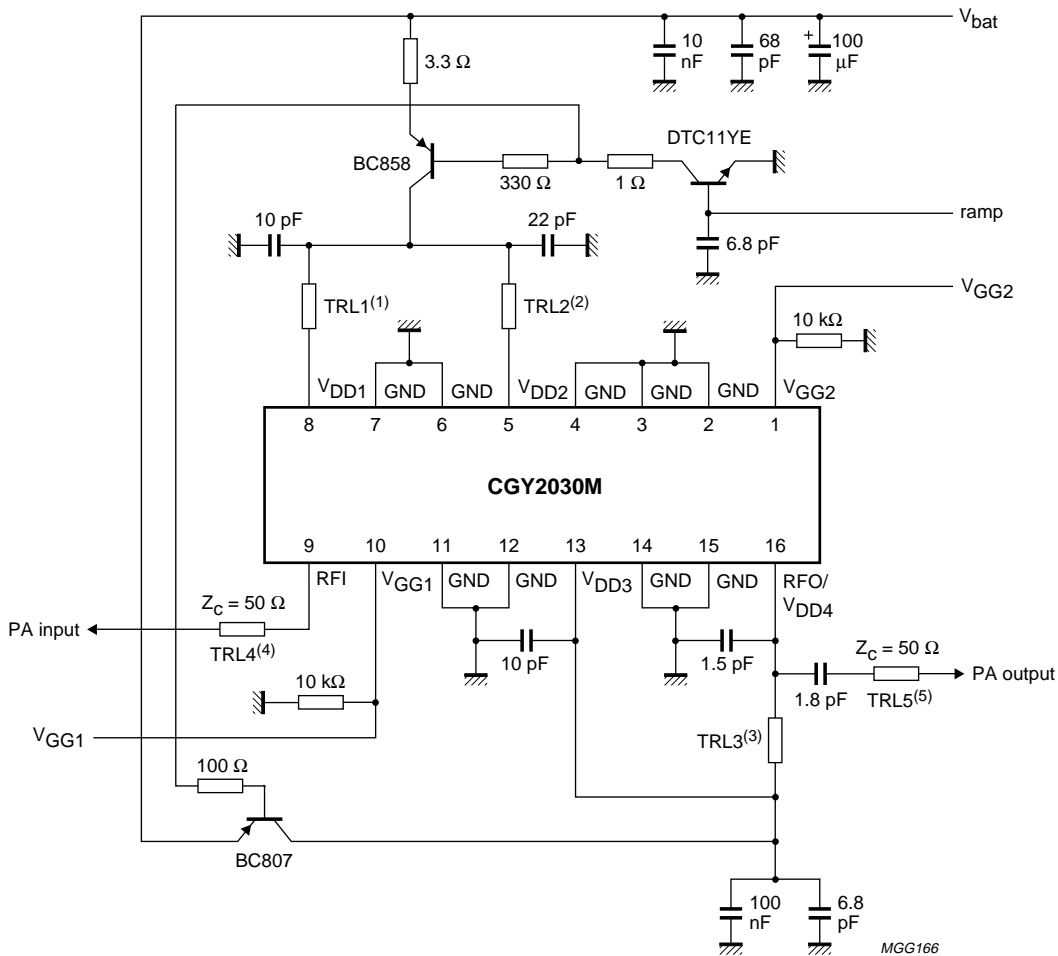 V_bat
10 nF
68 pF
+ 100 μF
3.3 Ω
BC858
330 Ω
1 Ω
DTC11YE
10 pF
22 pF
6.8 pF
ramp
TRL1(1)
TRL2(2)
V_GG2
10 kΩ
V_DD1 GND GND V_DD2 GND GND GND V_GG2
8 7 6 5 4 3 2 1
CGY2030M
9 10 11 12 13 14 15 16
RFI V_GG1 GND GND V_DD3 GND GND RFO/ V_DD4
Z_C = 50 Ω
PA input
TRL4(4)
10 pF
1.5 pF
Z_C = 50 Ω
PA output
1.8 pF
TRL5(5)
10 kΩ
V_GG1
TRL3(3)
100 Ω
BC807
100 nF
6.8 pF
MGG166